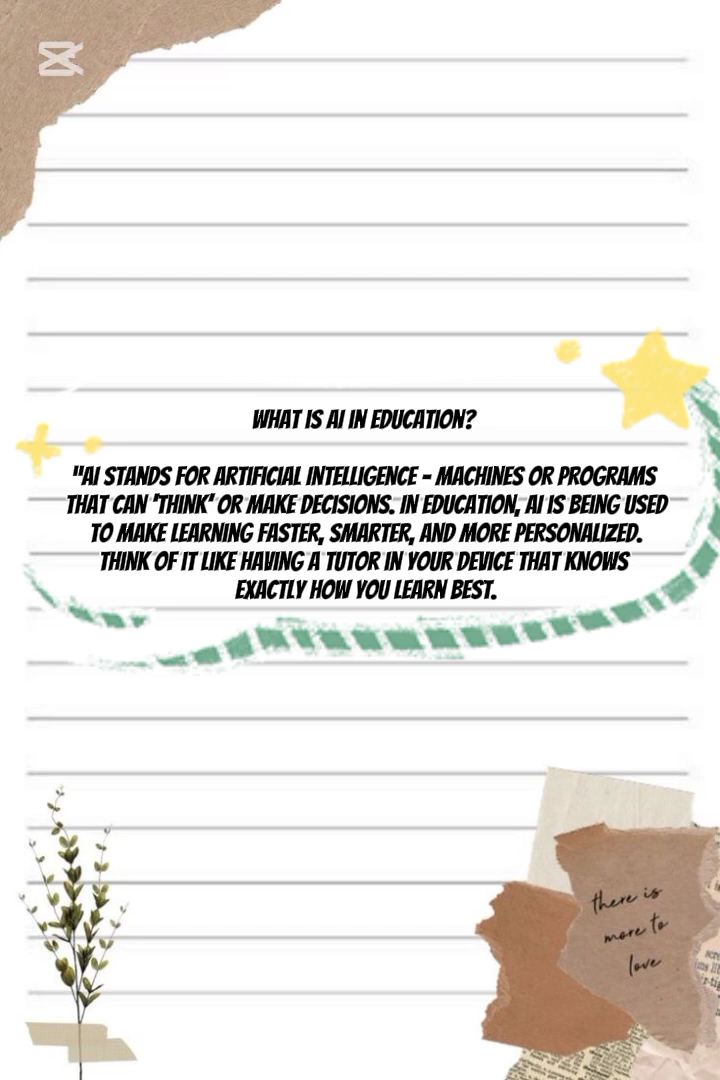 WHAT IS AI IN EDUCATION?
"AI STANDS FOR ARTIFICIAL INTELLIGENCE – MACHINES OR PROGRAMS
THAT CAN 'THINK' OR MAKE DECISIONS. IN EDUCATION, AI IS BEING USED
TO MAKE LEARNING FASTER, SMARTER, AND MORE PERSONALIZED.
THINK OF IT LIKE HAVING A TUTOR IN YOUR DEVICE THAT KNOWS
EXACTLY HOW YOU LEARN BEST.
there is
more to
love